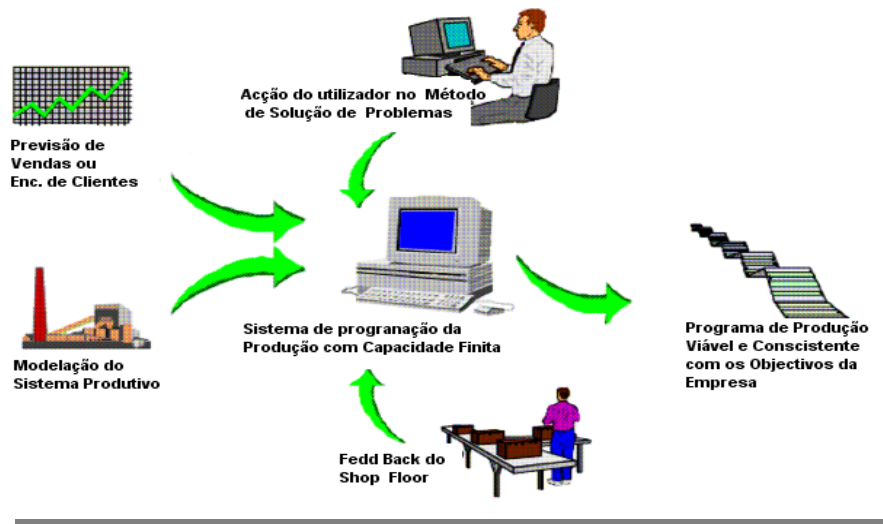 Acção do utilizador no Método
de Solução de Problemas
Previsão de
Vendas ou
Enc. de Clientes
Modelação do
Sistema Produtivo
Sistema de progranação da
Produção com Capacidade Finita
Programa de Produção
Viável e Conscistente
com os Objectivos da
Empresa
Fedd Back do
Shop Floor